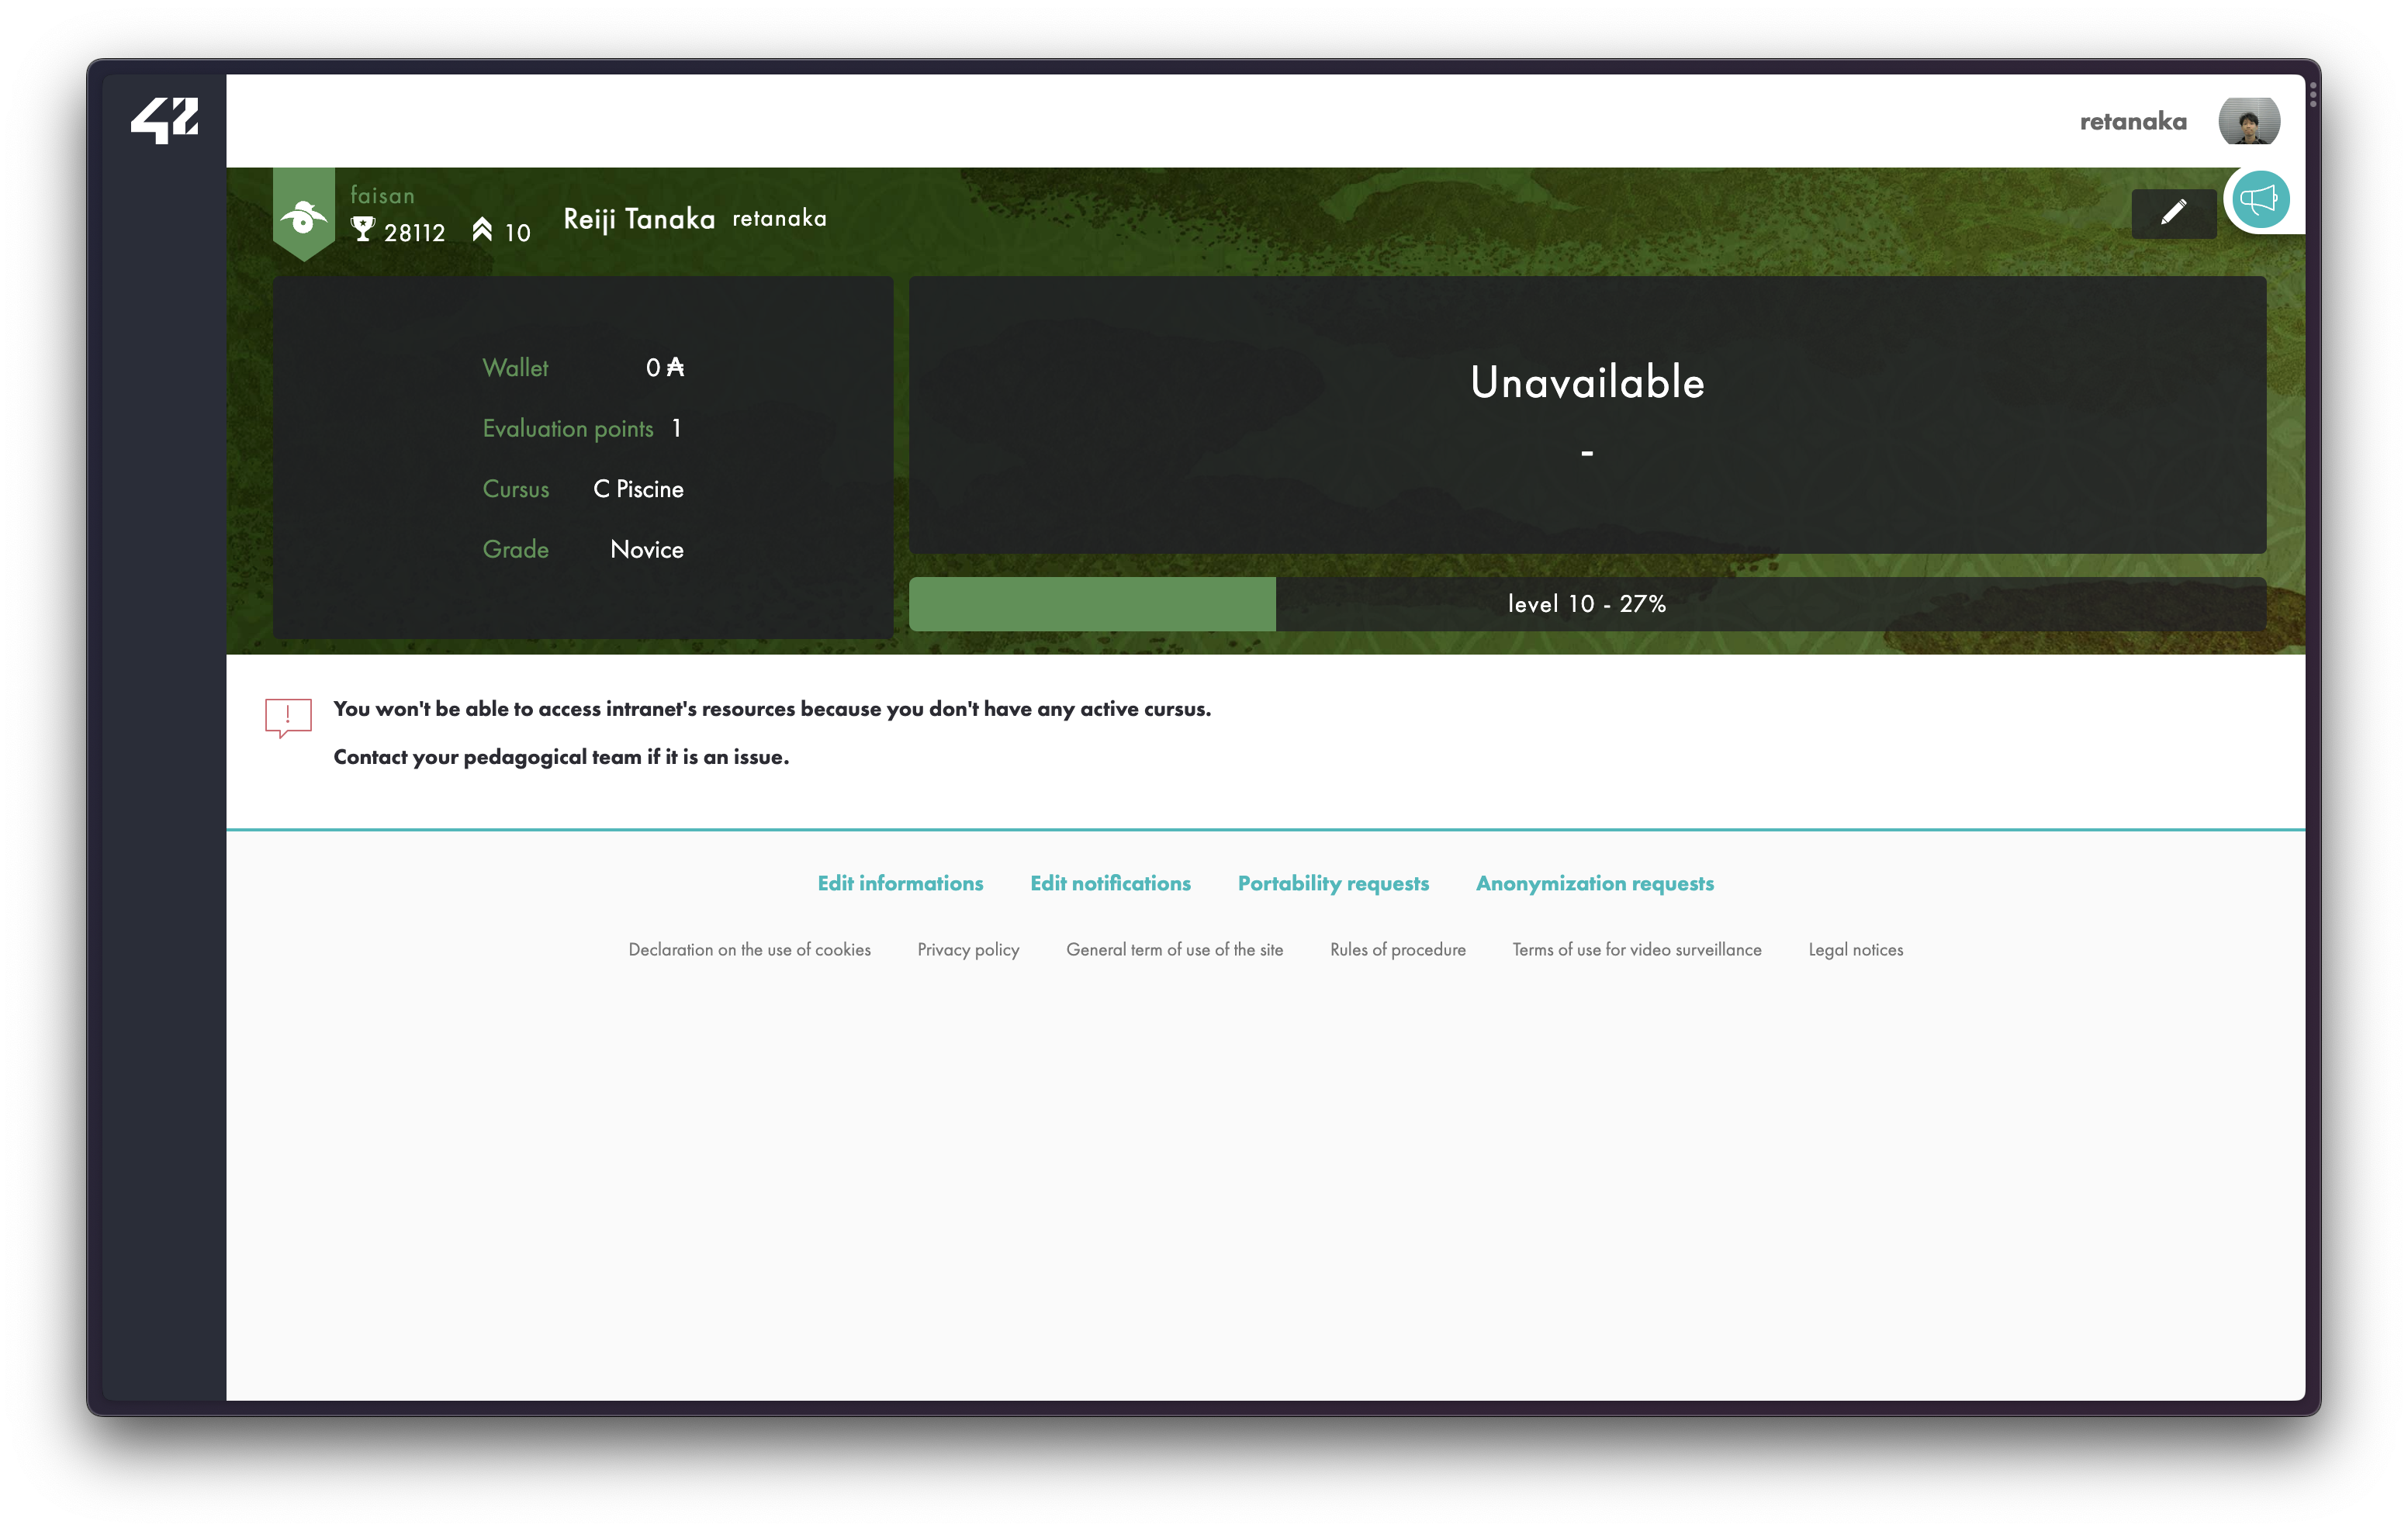 42
retanaka
faisan
28112 10
Reiji Tanaka retanaka
Wallet 0 ₳
Evaluation points 1
Cursus C Piscine
Grade Novice
Unavailable
-
level 10 - 27%
You won't be able to access intranet's resources because you don't have any active cursus.
Contact your pedagogical team if it is an issue.
Edit informations Edit notifications Portability requests Anonymization requests
Declaration on the use of cookies Privacy policy General term of use of the site Rules of procedure Terms of use for video surveillance Legal notices